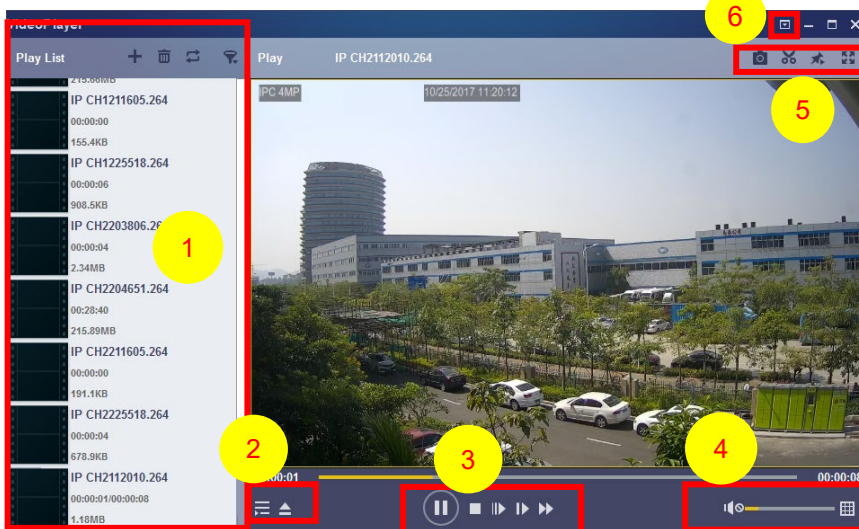 VideoPlayer
6
Play List
Play
IP CH2112010.264
5
215.66MB
IP CH1211605.264
00:00:00
155.4KB
IP CH1225518.264
00:00:06
908.5KB
IP CH2203806.264
00:00:04
2.34MB
IP CH2204651.264
00:28:40
215.89MB
IP CH2211605.264
00:00:00
191.1KB
IP CH2225518.264
00:00:04
678.9KB
IP CH2112010.264
00:00:01/00:00:08
1.18MB
1
IPC 4MP
10/25/2017 11:20:12
2
3
4
00:00:01
00:00:08